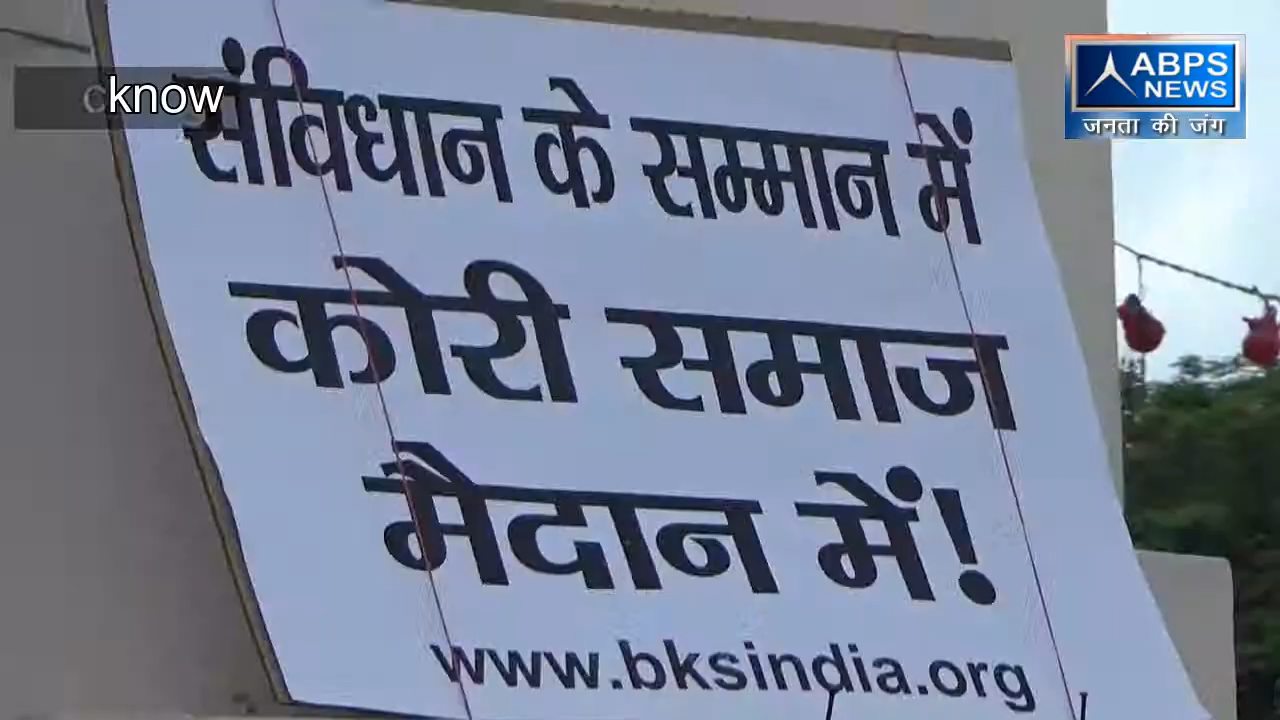 know
ABPS
NEWS
जनता की जंग
संविधान के सम्मान में
कोरी समाज
मैदान में!
www.bksindia.org